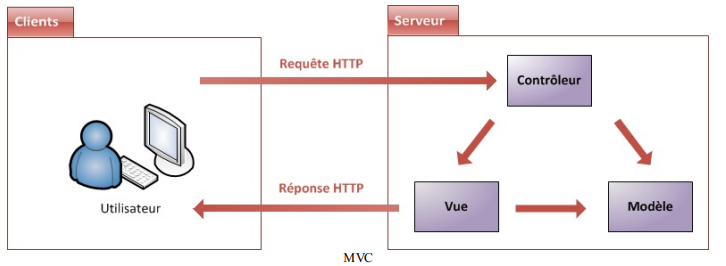 Clients
Serveur
Requête HTTP
Contrôleur
Réponse HTTP
Utilisateur
Vue
Modèle
MVC